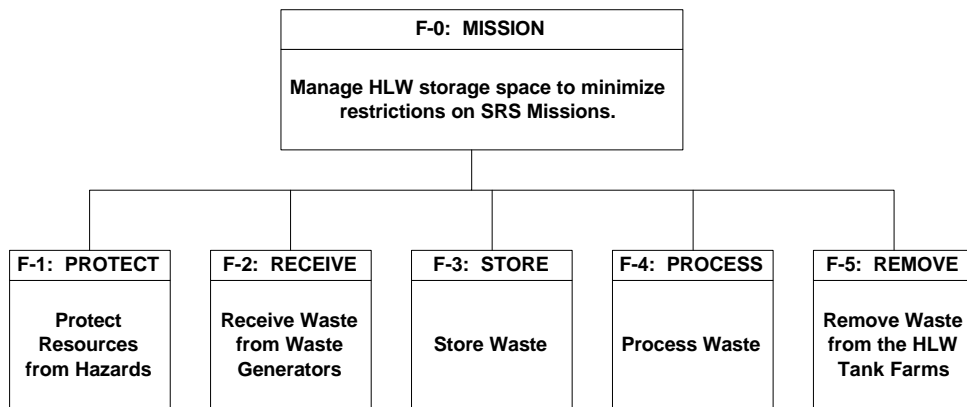 F-0: MISSION
Manage HLW storage space to minimize
restrictions on SRS Missions.
F-1: PROTECT
Protect
Resources
from Hazards
F-2: RECEIVE
Receive Waste
from Waste
Generators
F-3: STORE
Store Waste
F-4: PROCESS
Process Waste
F-5: REMOVE
Remove Waste
from the HLW
Tank Farms